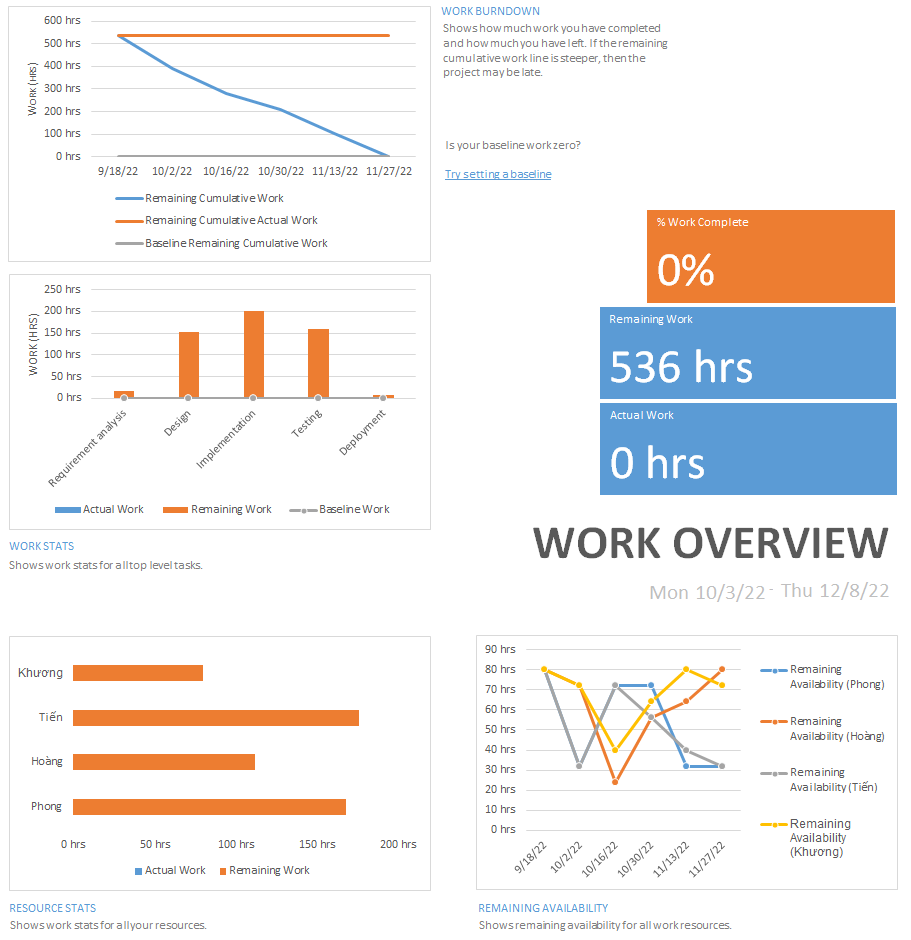 600 hrs
500 hrs
400 hrs
300 hrs
200 hrs
100 hrs
0 hrs
WORK (HRS)
9/18/22 10/2/22 10/16/22 10/30/22 11/13/22 11/27/22
Remaining Cumulative Work
Remaining Cumulative Actual Work
Baseline Remaining Cumulative Work
WORK BURNDOWN
Shows how much work you have completed
and how much you have left. If the remaining
cumulative work line is steeper, then the
project may be late.
Is your baseline work zero?
Try setting a baseline
% Work Complete
0%
Remaining Work
536 hrs
Actual Work
0 hrs
250 hrs
200 hrs
150 hrs
100 hrs
50 hrs
0 hrs
WORK (HRS)
Requirement analysis
Design
Implementation
Testing
Deployment
Actual Work Remaining Work Baseline Work
WORK STATS
Shows work stats for all top level tasks.
WORK OVERVIEW
Mon 10/3/22 - Thu 12/8/22
Khương
Tiến
Hoàng
Phong
0 hrs 50 hrs 100 hrs 150 hrs 200 hrs
Actual Work Remaining Work
RESOURCE STATS
Shows work stats for all your resources.
90 hrs
80 hrs
70 hrs
60 hrs
50 hrs
40 hrs
30 hrs
20 hrs
10 hrs
0 hrs
9/18/22 10/2/22 10/16/22 10/30/22 11/13/22 11/27/22
Remaining
Availability (Phong)
Remaining
Availability (Hoàng)
Remaining
Availability (Tiến)
Remaining
Availability
(Khương)
REMAINING AVAILABILITY
Shows remaining availability for all work resources.